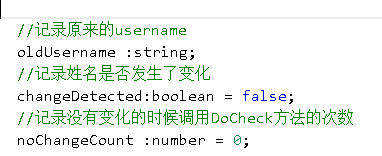 //记录原来的username
oldUsername :string;
//记录姓名是否发生了变化
changeDetected:boolean = false;
//记录没有变化的时候调用DoCheck方法的次数
noChangeCount :number = 0;